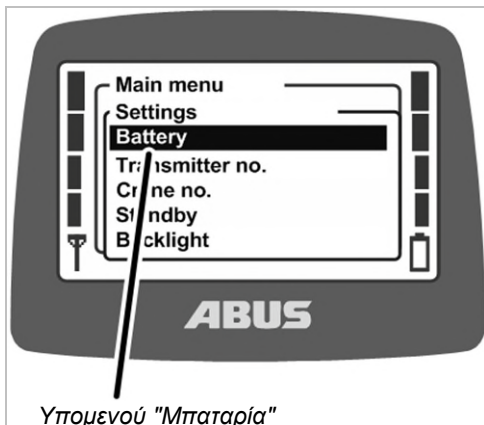 Main menu
Settings
Battery
Transmitter no.
Crane no.
Standby
Backlight
ABUS
Υπομενού "Μπαταρία"